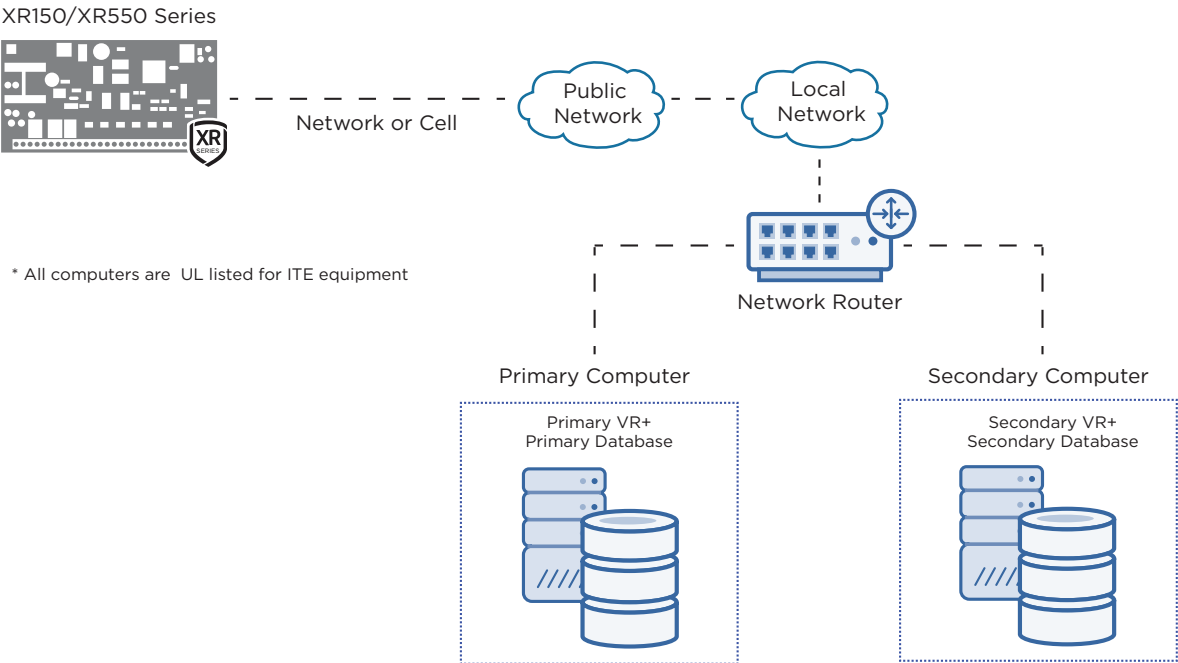 XR150/XR550 Series
XR
SERIES
Network or Cell
Public
Network
Local
Network
* All computers are UL listed for ITE equipment
Network Router
Primary Computer
Primary VR+
Primary Database
Secondary Computer
Secondary VR+
Secondary Database